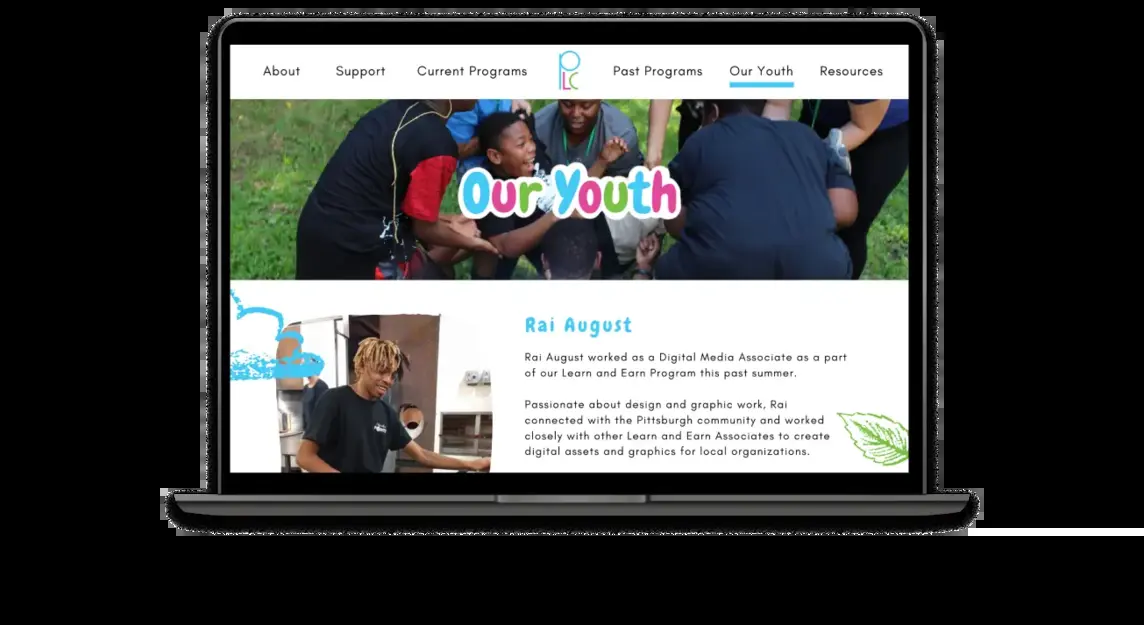 About Support Current Programs PLC Past Programs Our Youth Resources
Our Youth
Rai August
Rai August worked as a Digital Media Associate as a part
of our Learn and Earn Program this past summer.
Passionate about design and graphic work, Rai
connected with the Pittsburgh community and worked
closely with other Learn and Earn Associates to create
digital assets and graphics for local organizations.